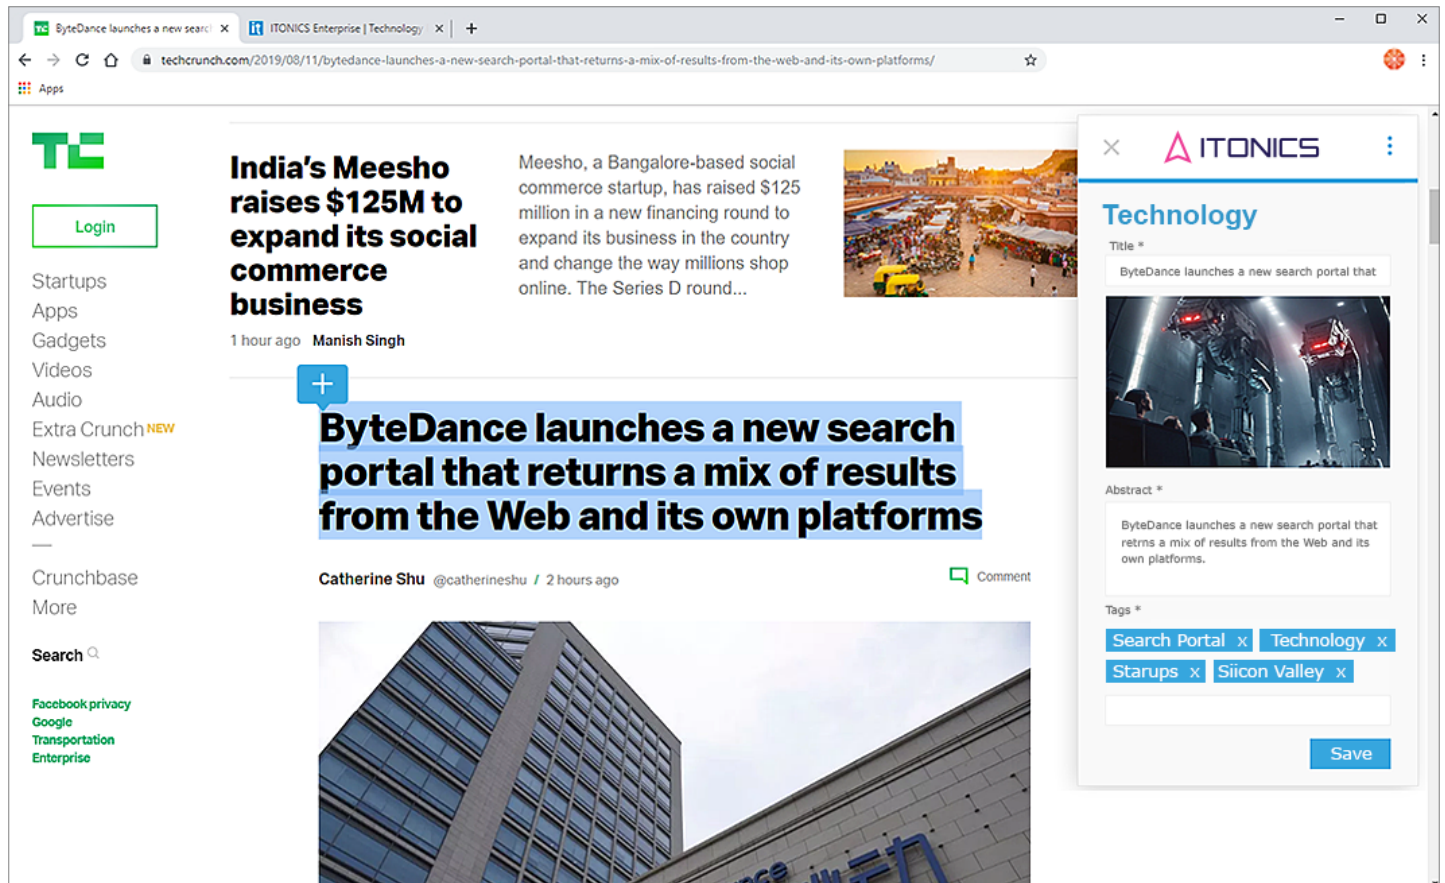 ByteDance launches a new searc
ITONICS Enterprise | Technology
techcrunch.com/2019/08/11/bytedance-launches-a-new-search-portal-that-returns-a-mix-of-results-from-the-web-and-its-own-platforms/
Apps
TC
Login
Startups
Apps
Gadgets
Videos
Audio
Extra Crunch NEW
Newsletters
Events
Advertise
—
Crunchbase
More
Search
Facebook privacy
Google
Transportation
Enterprise
India's Meesho
raises $125M to
expand its social
commerce
business
1 hour ago Manish Singh
Meesho, a Bangalore-based social
commerce startup, has raised $125
million in a new financing round to
expand its business in the country
and change the way millions shop
online. The Series D round...
+
ByteDance launches a new search
portal that returns a mix of results
from the Web and its own platforms
Catherine Shu @catherineshu / 2 hours ago
Comment
ITONICS
Technology
Title *
ByteDance launches a new search portal that
Abstract *
ByteDance launches a new search portal that
retrns a mix of results from the Web and its
own platforms.
Tags *
Search Portal x Technology x
Starups x Siicon Valley x
Save